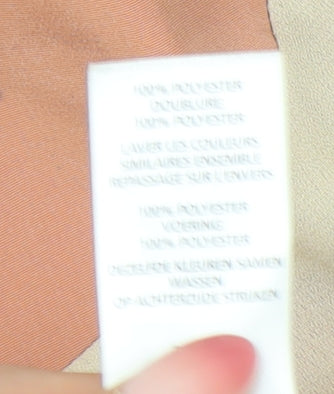 100% POLYESTER
DOUBLURE
100% POLYESTER
LAVER LES COULEURS
SIMILAIRES ENSEMBLE
REPASSAGE SUR L'ENVERS
100% POLYESTER
VOERING
100% POLYESTER
DEZELFDE KLEUREN SAMEN
WASSEN.
OP ACHTERZIJDE STRIJKEN